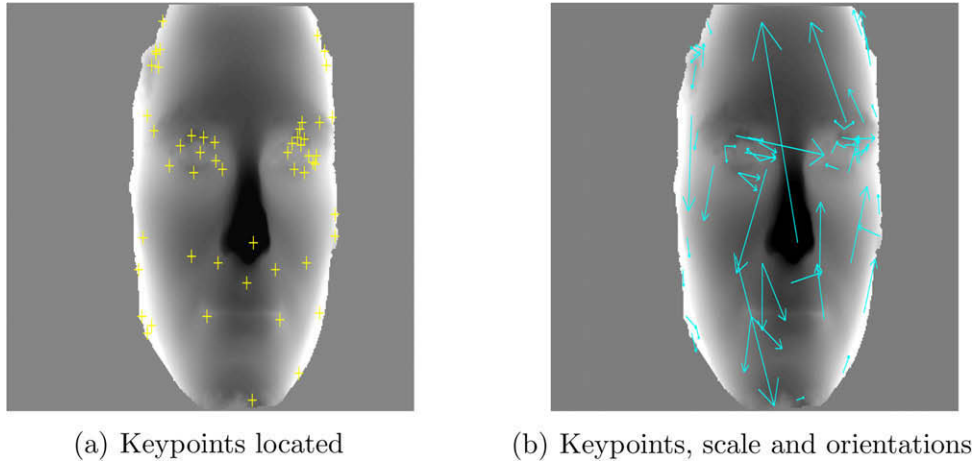 (a) Keypoints located
(b) Keypoints, scale and orientations